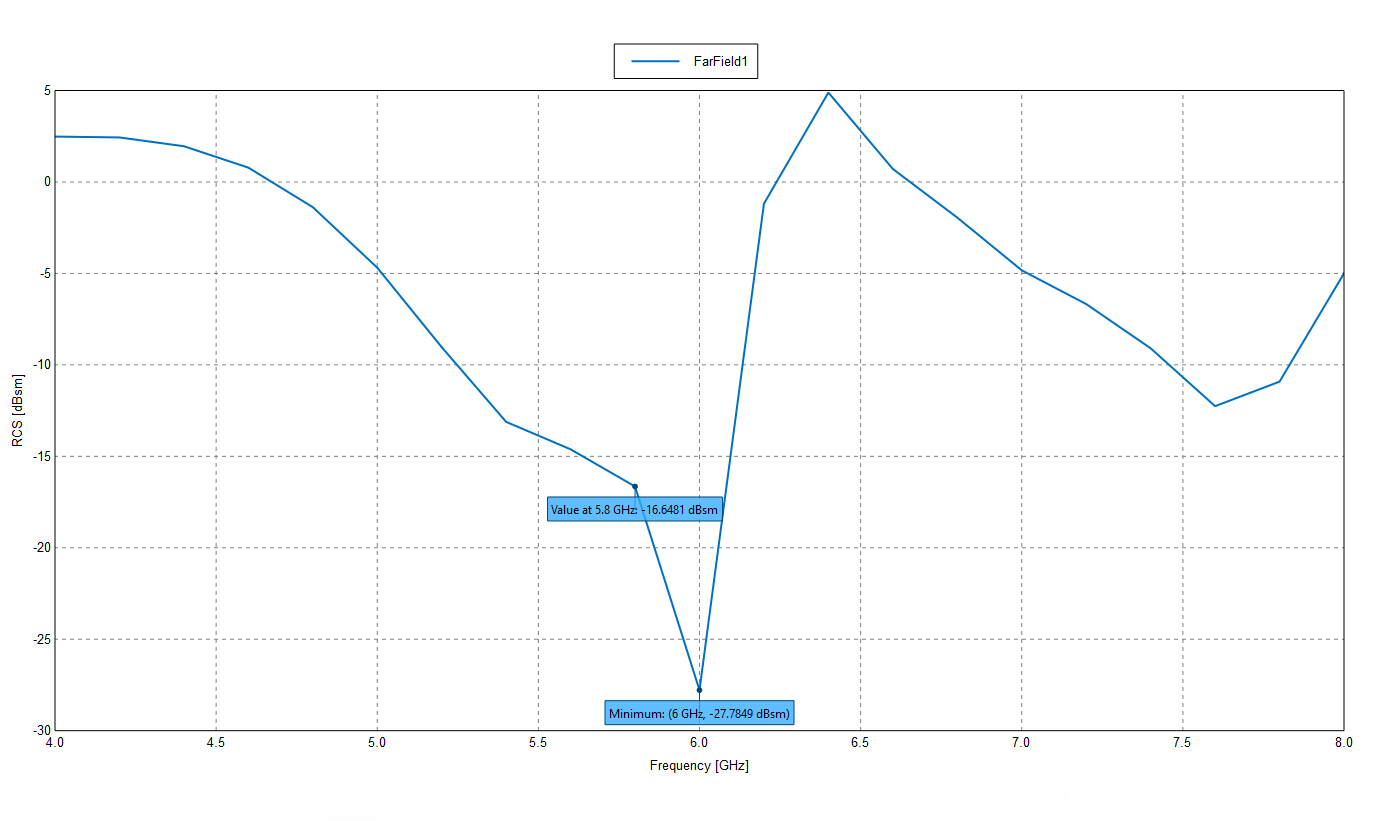 FarField1
5
0
-5
-10
-15
-20
-25
-30
RCS [dBsm]
Value at 5.8 GHz: -16.6481 dBsm
Minimum: (6 GHz, -27.7849 dBsm)
4.0 4.5 5.0 5.5 6.0 6.5 7.0 7.5 8.0
Frequency [GHz]